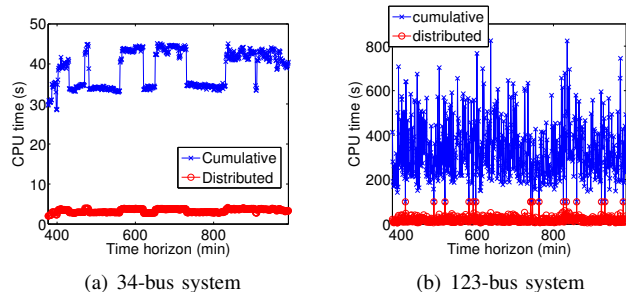 50
40
30
20
10
0
CPU time (s)
Cumulative
Distributed
400 600 800
Time horizon (min)
(a) 34-bus system
cumulative
distributed
800
600
400
200
0
CPU time (s)
400 600 800
Time horizon (min)
(b) 123-bus system